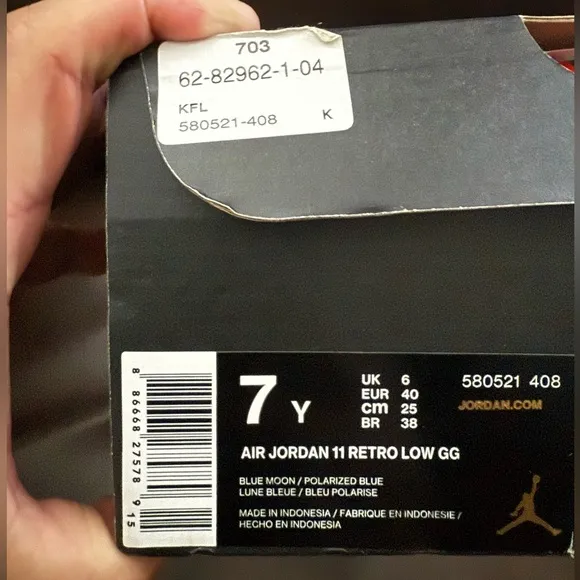 703
62-82962-1-04
KFL
580521-408 K
8 86668 27578 9 15
7 Y
UK 6
EUR 40
cm 25
BR 38
580521 408
JORDAN.COM
AIR JORDAN 11 RETRO LOW GG
BLUE MOON / POLARIZED BLUE
LUNE BLEUE / BLEU POLARISE
MADE IN INDONESIA / FABRIQUE EN INDONESIE /
HECHO EN INDONESIA